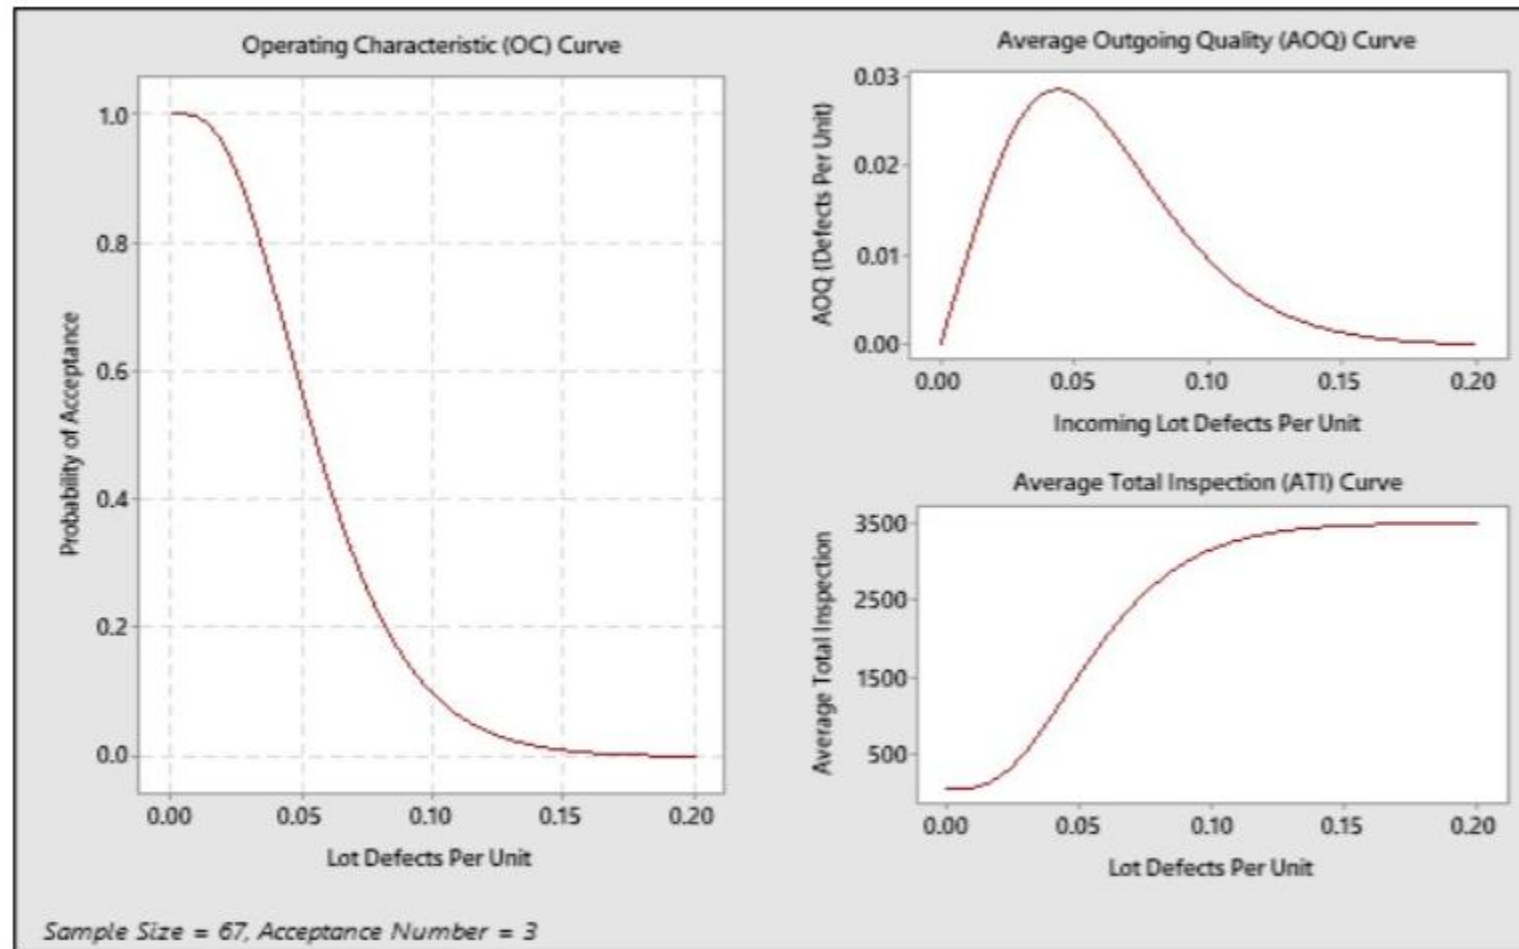 Operating Characteristic (OC) Curve
1.0
0.8
0.6
0.4
0.2
0.0
Probability of Acceptance
0.00 0.05 0.10 0.15 0.20
Lot Defects Per Unit
Average Outgoing Quality (AOQ) Curve
0.03
0.02
0.01
0.00
AOQ (Defects Per Unit)
0.00 0.05 0.10 0.15 0.20
Incoming Lot Defects Per Unit
Average Total Inspection (ATI) Curve
3500
2500
1500
500
Average Total Inspection
0.00 0.05 0.10 0.15 0.20
Lot Defects Per Unit
Sample Size = 67, Acceptance Number = 3